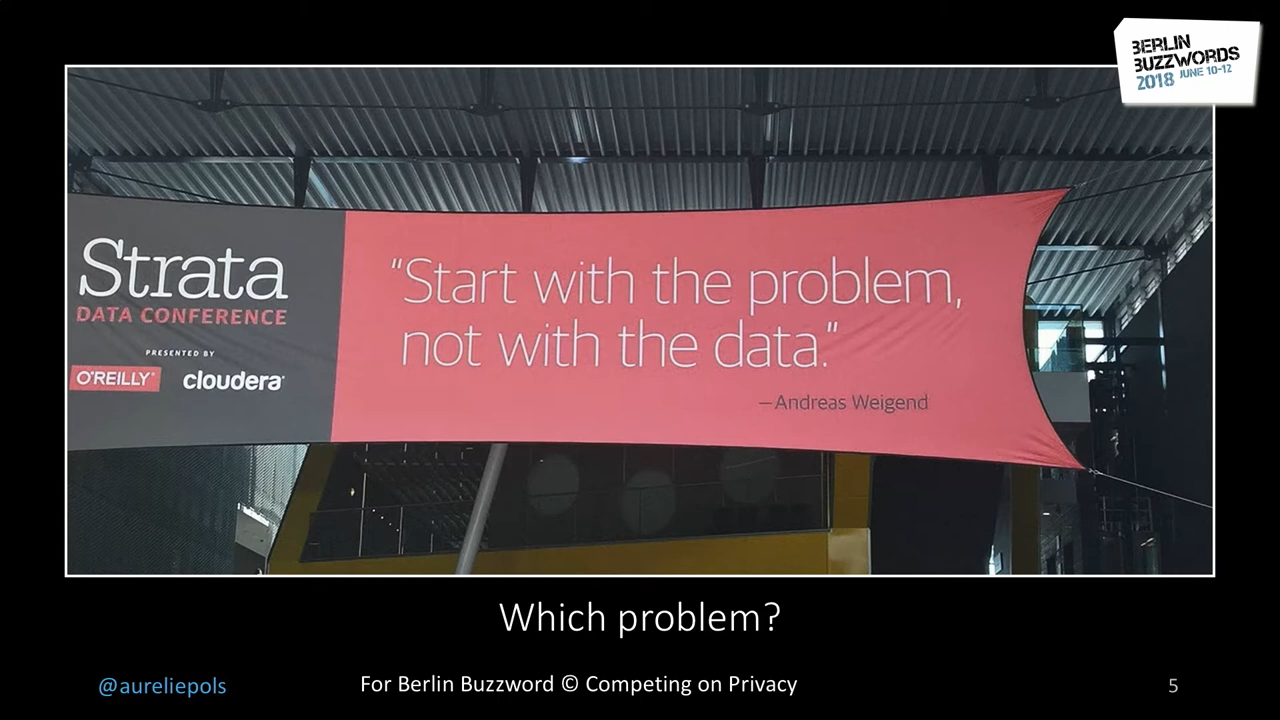 BERLIN
BUZZWORDS
2018 JUNE 10-12
Strata
DATA CONFERENCE
PRESENTED BY
O'REILLY® cloudera®
“Start with the problem,
not with the data.”
—Andreas Weigend
Which problem?
@aureliepols
For Berlin Buzzword © Competing on Privacy
5